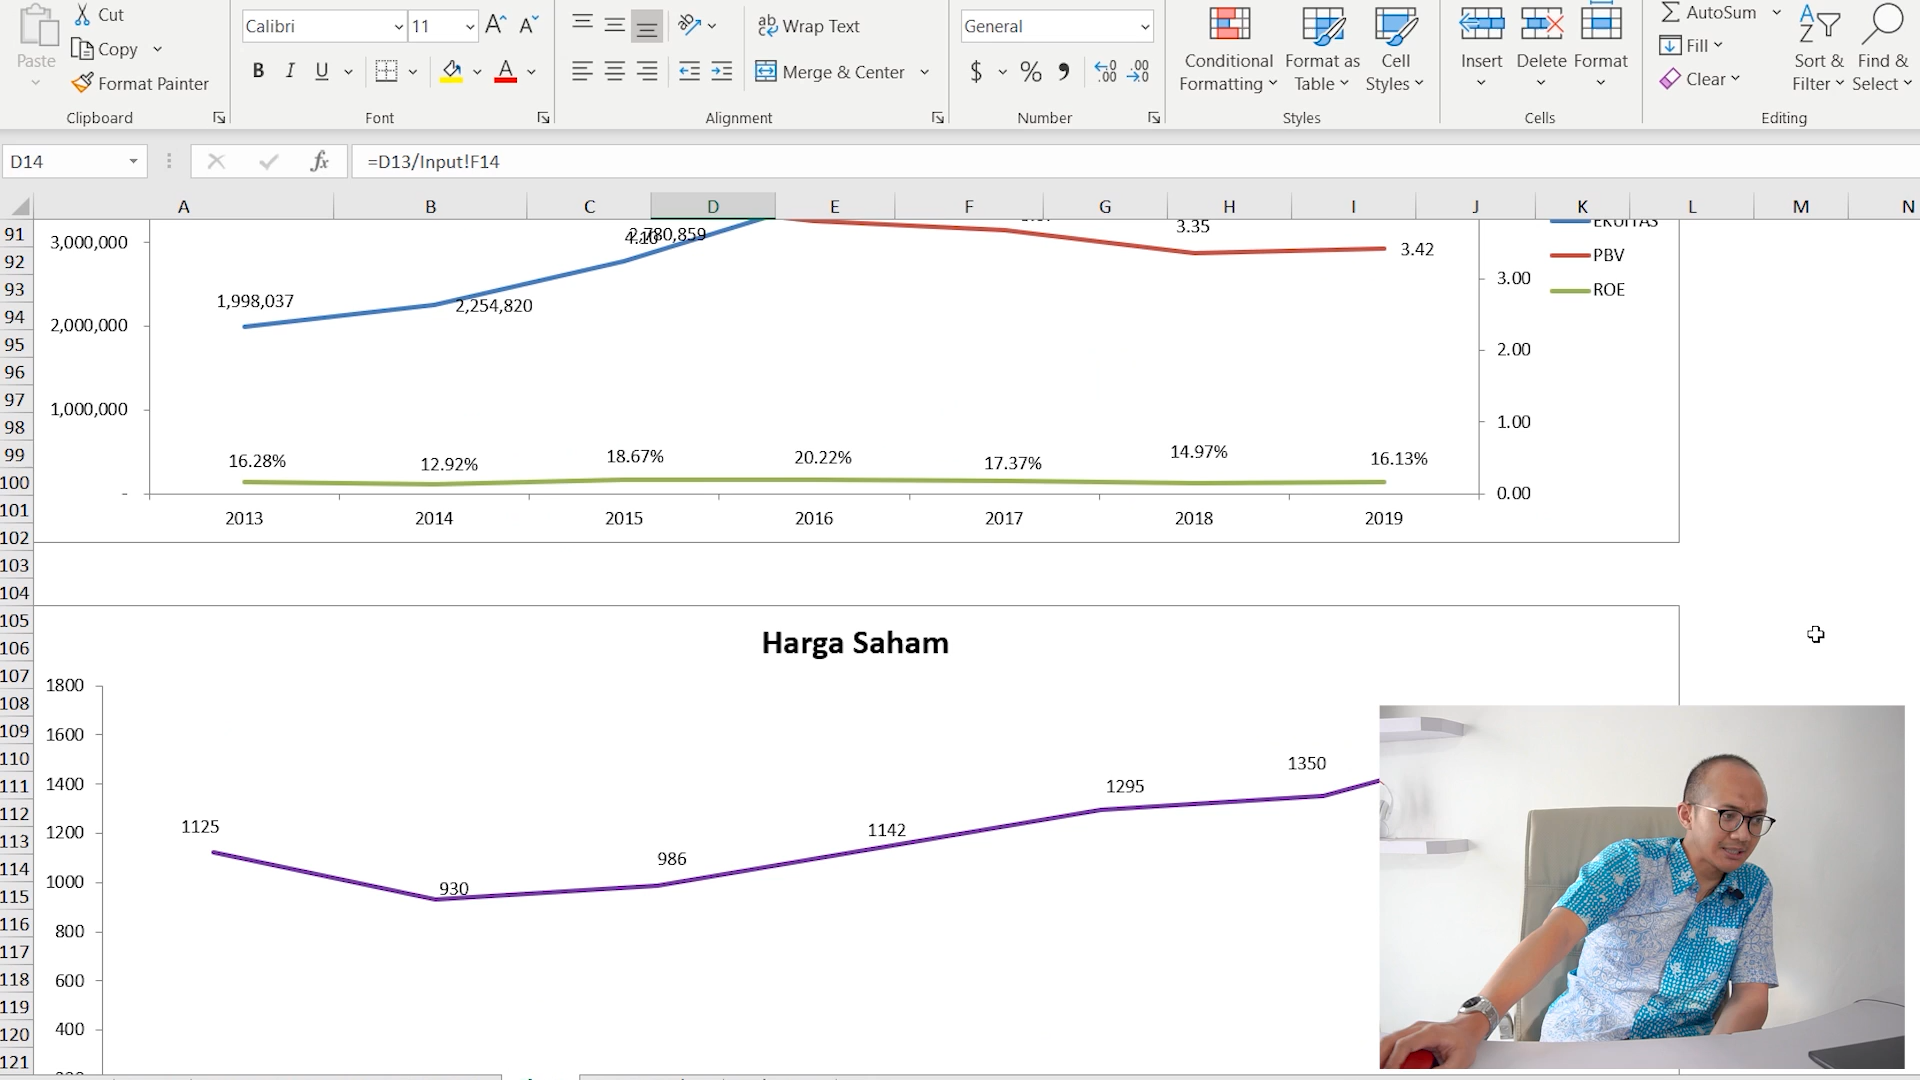 Cut
Copy
Format Painter
Paste
Clipboard
Calibri
11
B I U
Font
Wrap Text
Merge & Center
Alignment
General
$ % 9
Number
Conditional Formatting
Format as Table
Cell Styles
Styles
Insert
Delete
Format
Cells
AutoSum
Fill
Clear
Sort & Filter
Find & Select
Editing
D14
fx
=D13/Input!F14
A B C D E F G H I J K L M N
91
92
93
94
95
96
97
98
99
100
101
102
103
104
105
106
107
108
109
110
111
112
113
114
115
116
117
118
119
120
121
3,000,000
2,000,000
1,000,000
-
1,998,037
2,254,820
2,780,859
3.35
3.42
EKUITAS
PBV
ROE
3.00
2.00
1.00
0.00
16.28% 12.92% 18.67% 20.22% 17.37% 14.97% 16.13%
2013 2014 2015 2016 2017 2018 2019
Harga Saham
1800
1600
1400
1200
1000
800
600
400
1125
930
986
1142
1295
1350